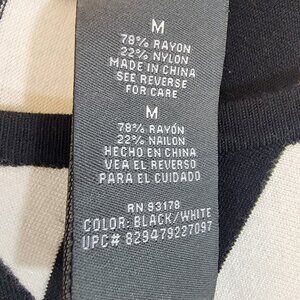 M
78% RAYON
22% NYLON
MADE IN CHINA
SEE REVERSE
FOR CARE
M
78% RAYÓN
22% NAILON
HECHO EN CHINA
VEA EL REVERSO
PARA EL CUIDADO
RN 93178
COLOR: BLACK/WHITE
UPC# 829479227097